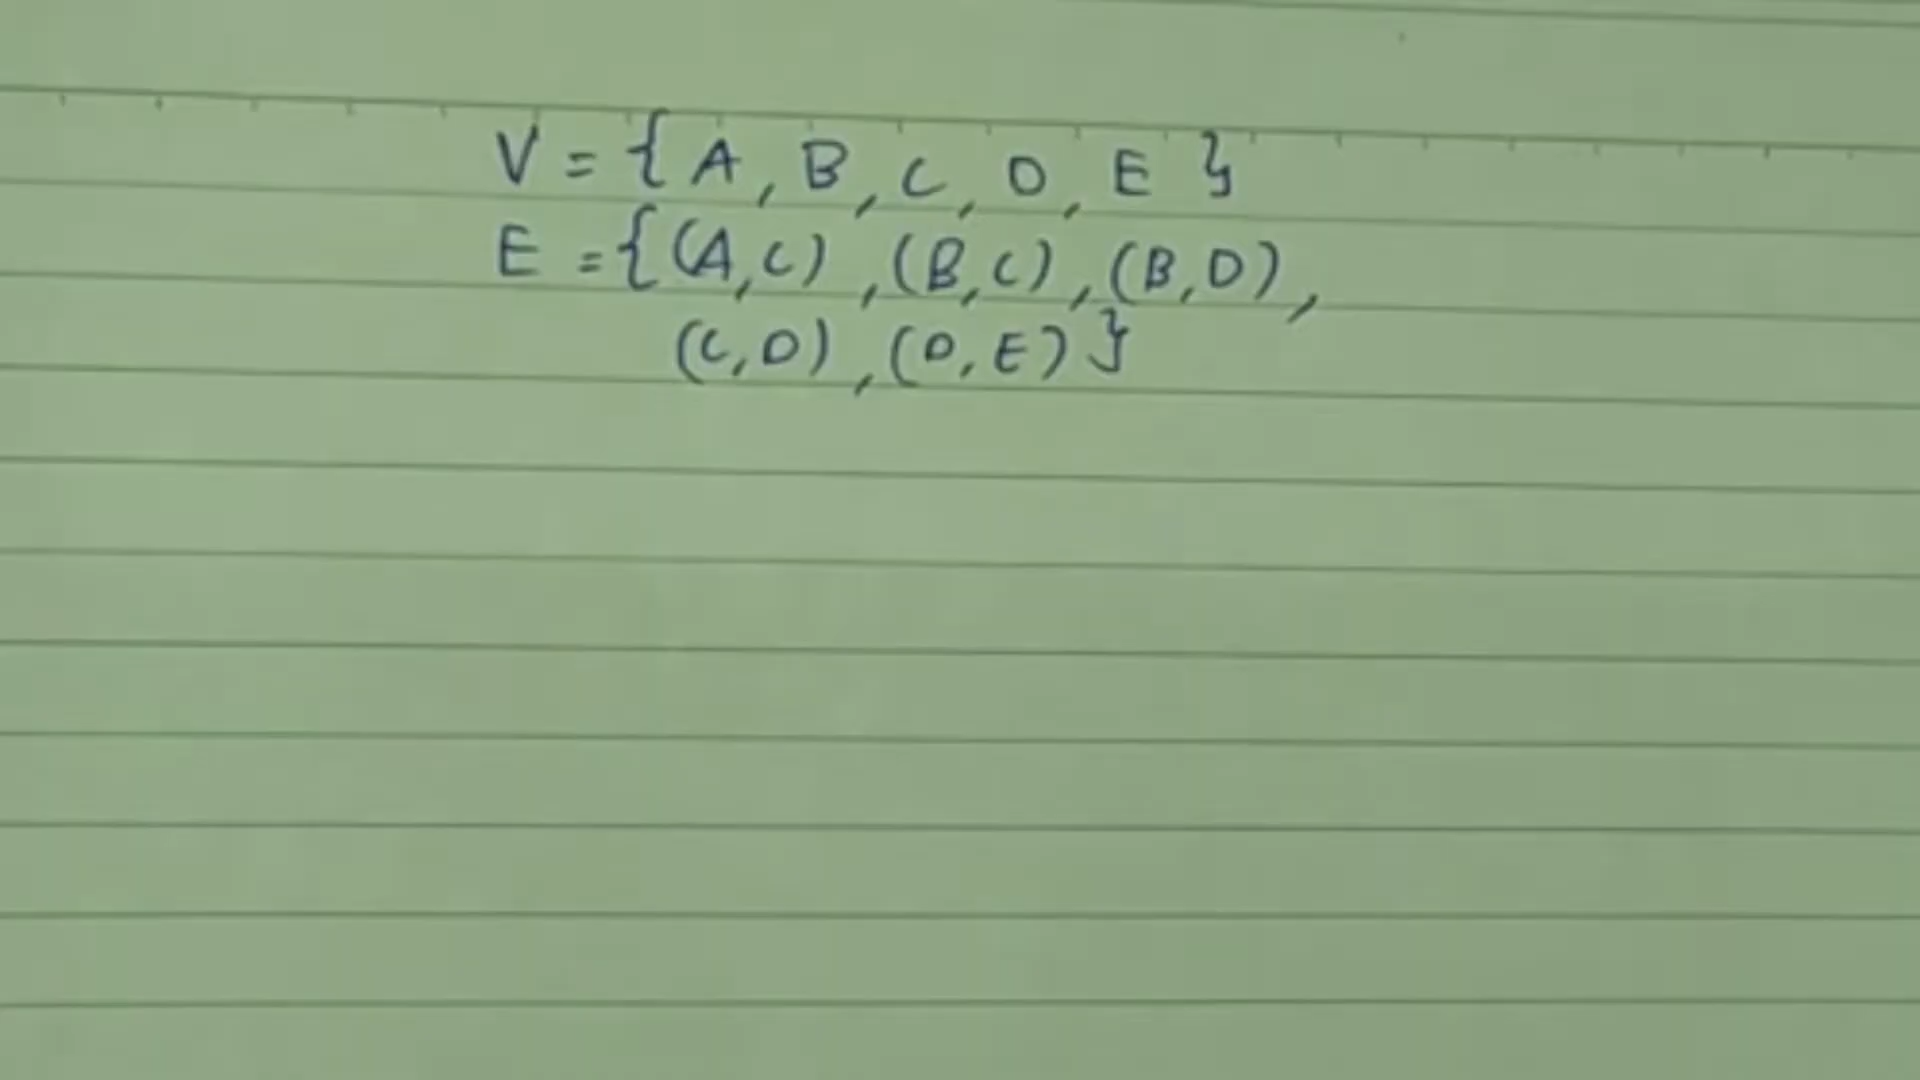 V = { A , B , C , D , E }
E = { (A,C) , (B,C) , (B,D) ,
(C,D) , (D,E) }